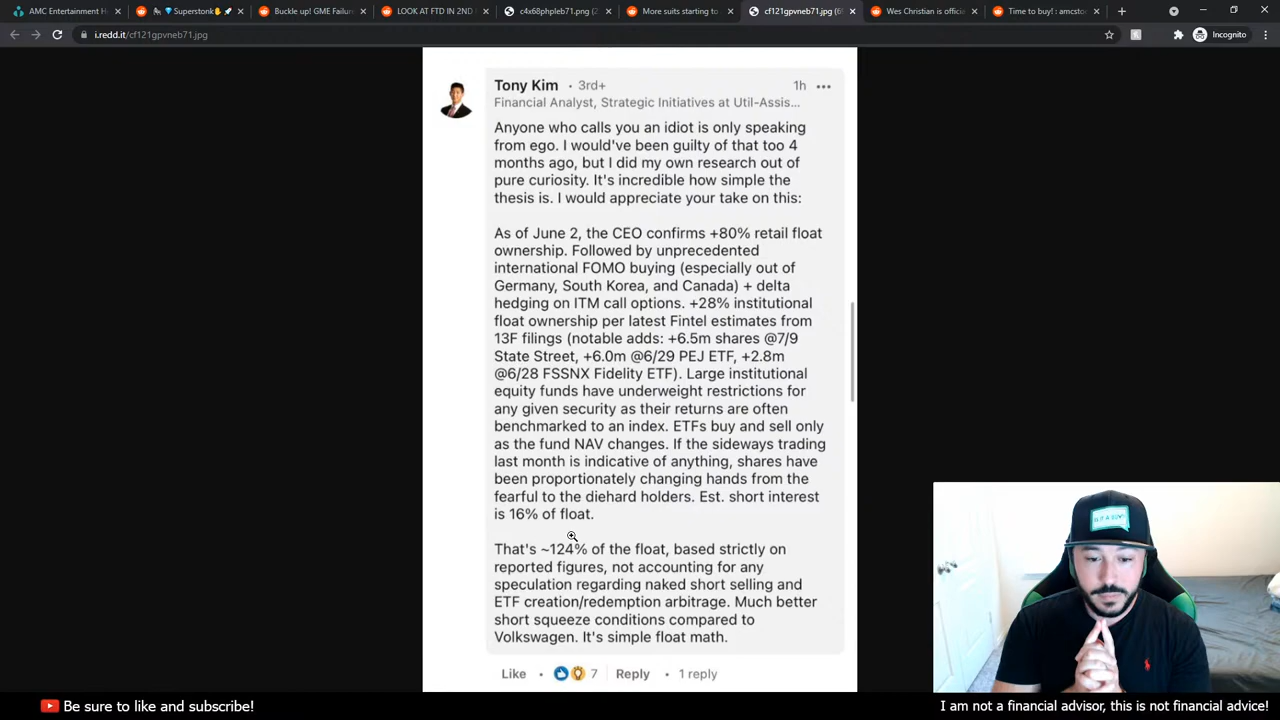 AMC Entertainment H
Superstonk
Buckle up! GME Failur
LOOK AT FTD IN 2ND
c4x68phpleb71.png (2
More suits starting to
cf121gpvneb71.jpg (6
Wes Christian is offici
Time to buy! : amcstoc
i.redd.it/cf121gpvneb71.jpg
Incognito
Tony Kim · 3rd+
1h
Financial Analyst, Strategic Initiatives at Util-Assis...
Anyone who calls you an idiot is only speaking
from ego. I would've been guilty of that too 4
months ago, but I did my own research out of
pure curiosity. It's incredible how simple the
thesis is. I would appreciate your take on this:
As of June 2, the CEO confirms +80% retail float
ownership. Followed by unprecedented
international FOMO buying (especially out of
Germany, South Korea, and Canada) + delta
hedging on ITM call options. +28% institutional
float ownership per latest Fintel estimates from
13F filings (notable adds: +6.5m shares @7/9
State Street, +6.0m @6/29 PEJ ETF, +2.8m
@6/28 FSSNX Fidelity ETF). Large institutional
equity funds have underweight restrictions for
any given security as their returns are often
benchmarked to an index. ETFs buy and sell only
as the fund NAV changes. If the sideways trading
last month is indicative of anything, shares have
been proportionately changing hands from the
fearful to the diehard holders. Est. short interest
is 16% of float.
That's ~124% of the float, based strictly on
reported figures, not accounting for any
speculation regarding naked short selling and
ETF creation/redemption arbitrage. Much better
short squeeze conditions compared to
Volkswagen. It's simple float math.
Like · 7 Reply · 1 reply
Be sure to like and subscribe!
I am not a financial advisor, this is not financial advice!